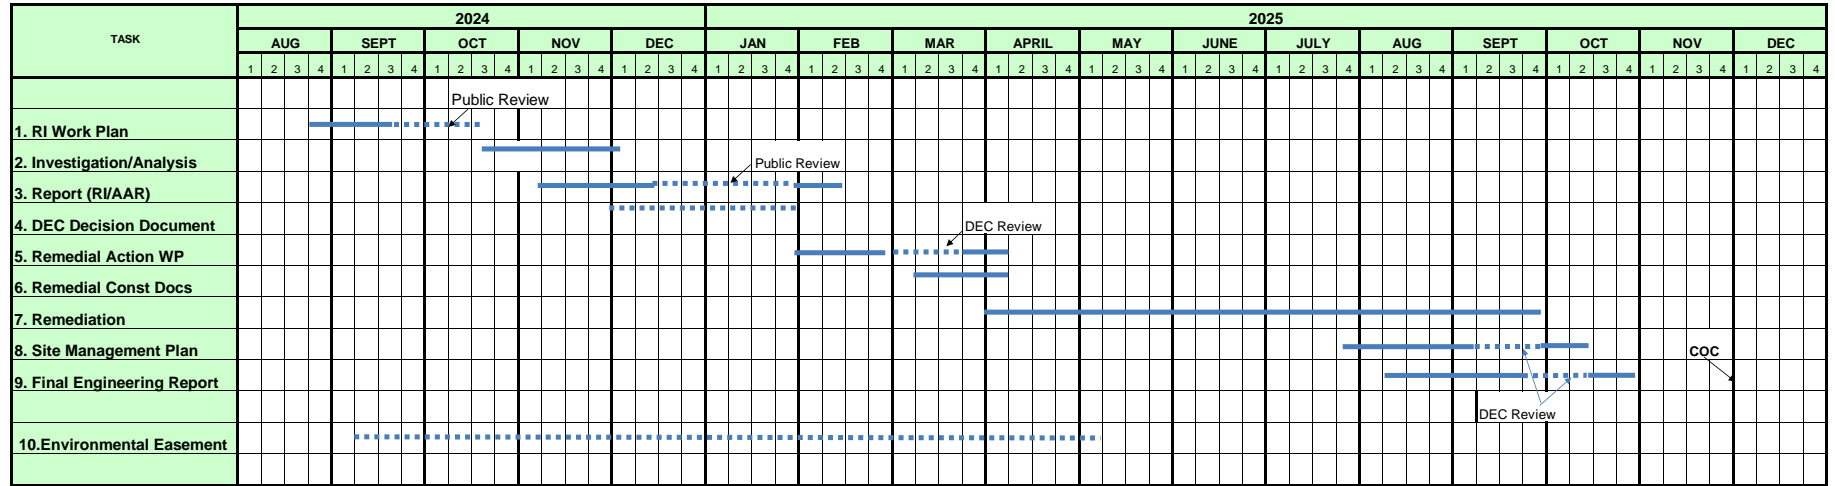 2024 2025
TASK
AUG SEPT OCT NOV DEC JAN FEB MAR APRIL MAY JUNE JULY AUG SEPT OCT NOV DEC
1 2 3 4 1 2 3 4 1 2 3 4 1 2 3 4 1 2 3 4 1 2 3 4 1 2 3 4 1 2 3 4 1 2 3 4 1 2 3 4 1 2 3 4 1 2 3 4 1 2 3 4 1 2 3 4 1 2 3 4 1 2 3 4 1 2 3 4
Public Review
1. RI Work Plan
2. Investigation/Analysis
Public Review
3. Report (RI/AAR)
4. DEC Decision Document
DEC Review
5. Remedial Action WP
6. Remedial Const Docs
7. Remediation
8. Site Management Plan
COC
9. Final Engineering Report
DEC Review
10.Environmental Easement